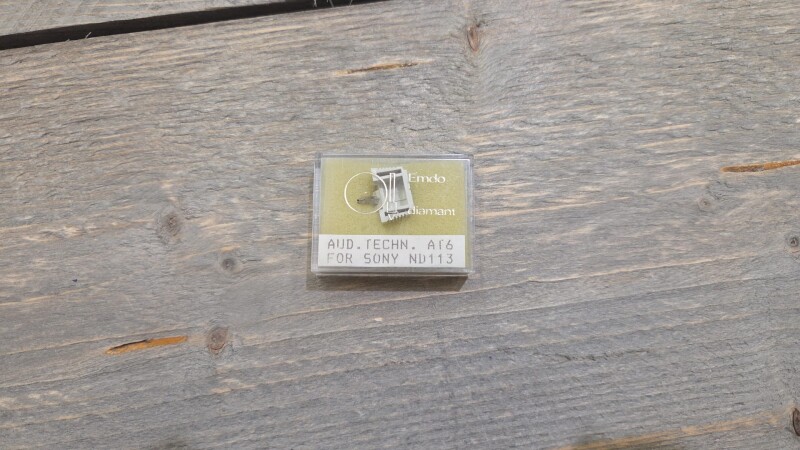 Emdo
diamant
AUD.TECHN. AT6
FOR SONY ND113